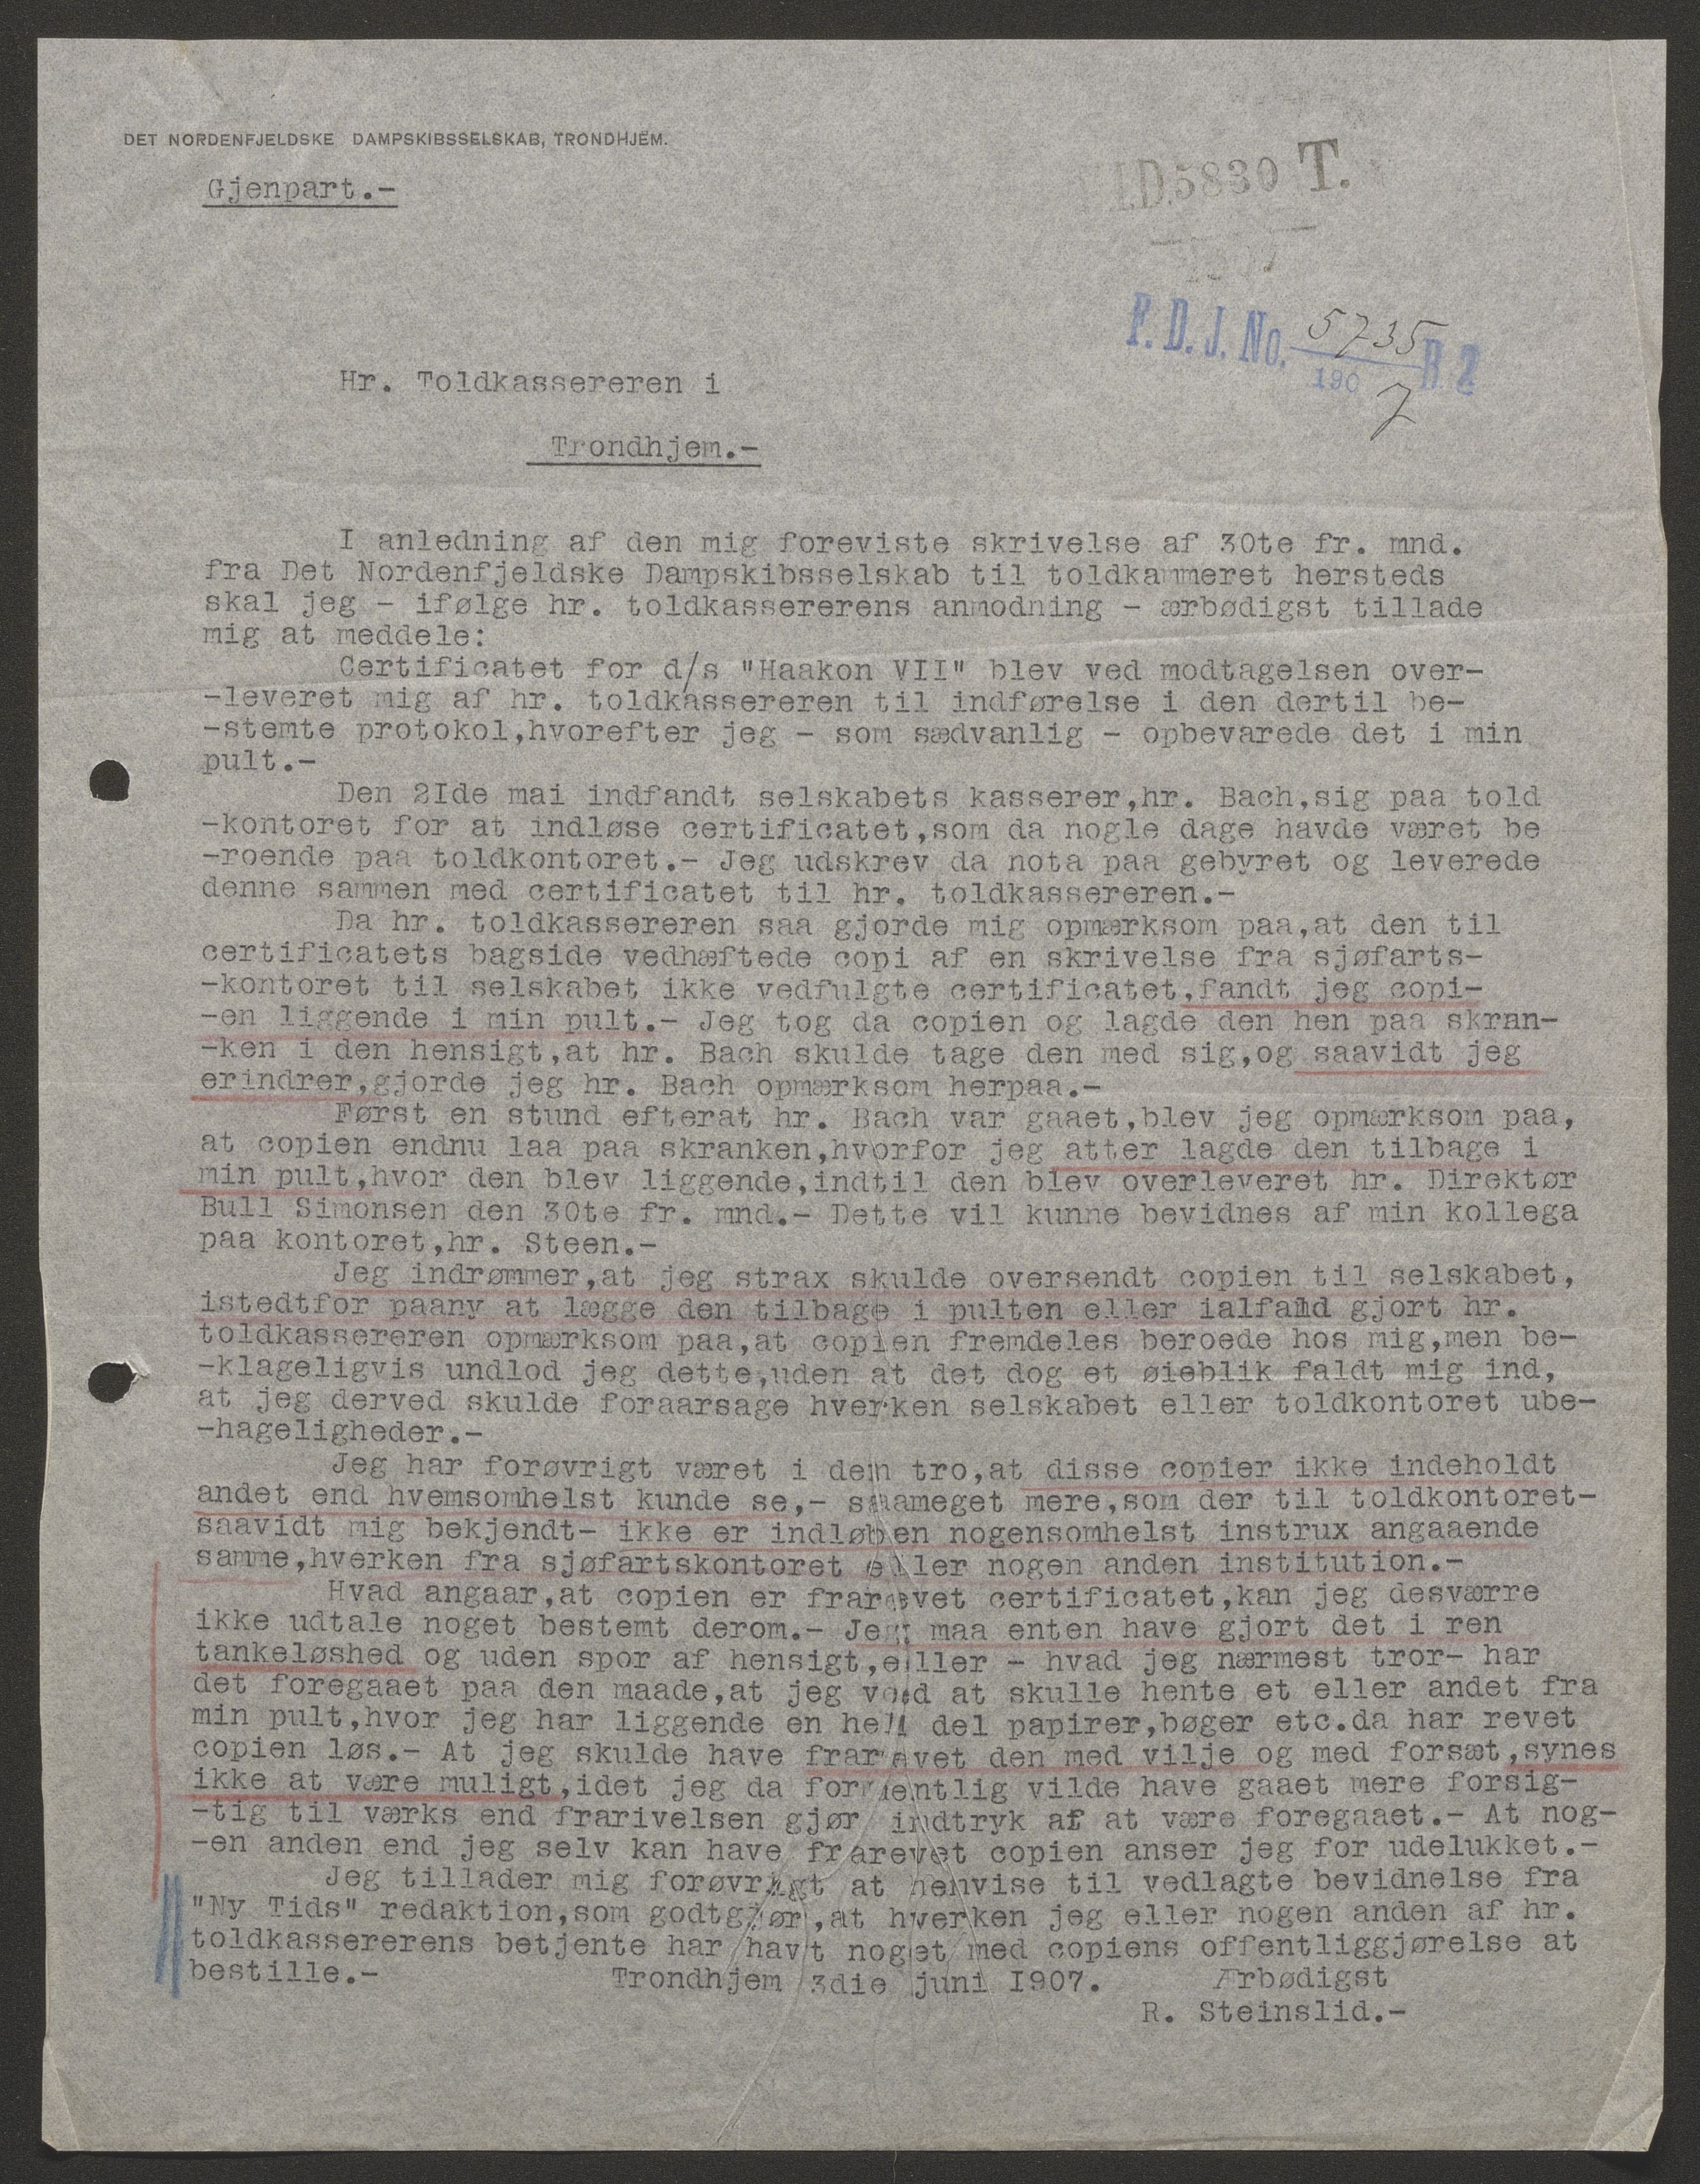 DET NORDENFJELDSKE DAMPSKIBSSELSKAB, TRONDHJEM.
Gjenpart.-
I.D. 5830 T.
F. D. J. No. 5735 B 2
190 7
Hr. Toldkassereren i
Trondhjem.-
I anledning af den mig foreviste skrivelse af 30te fr. mnd.
fra Det Nordenfjeldske Dampskibsselskab til toldkammeret hersteds
skal jeg - ifølge hr. toldkassererens anmodning - ærbødigst tillade
mig at meddele:
Certificatet for d/s "Haakon VII" blev ved modtagelsen over-
-leveret mig af hr. toldkassereren til indførelse i den dertil be-
-stemte protokol,hvorefter jeg - som sædvanlig - opbevarede det i min
pult.-
Den 2Ide mai indfandt selskabets kasserer,hr. Bach,sig paa told
-kontoret for at indløse certificatet,som da nogle dage havde været be
-roende paa toldkontoret.- Jeg udskrev da nota paa gebyret og leverede
denne sammen med certificatet til hr. toldkassereren.-
Da hr. toldkassereren saa gjorde mig opmærksom paa,at den til
certificatets bagside vedhæftede copi af en skrivelse fra sjøfarts-
-kontoret til selskabet ikke vedfulgte certificatet,fandt jeg copi-
-en liggende i min pult.- Jeg tog da copien og lagde den hen paa skran-
-ken i den hensigt,at hr. Bach skulde tage den med sig,og saavidt jeg
erindrer,gjorde jeg hr. Bach opmærksom herpaa.-
Først en stund efterat hr. Bach var gaaet,blev jeg opmærksom paa,
at copien endnu laa paa skranken,hvorfor jeg atter lagde den tilbage i
min pult,hvor den blev liggende,indtil den blev overleveret hr. Direktør
Bull Simonsen den 30te fr. mnd.- Dette vil kunne bevidnes af min kollega
paa kontoret,hr. Steen.-
Jeg indrømmer,at jeg strax skulde oversendt copien til selskabet,
istedtfor paany at lægge den tilbage i pulten eller ialfald gjort hr.
toldkassereren opmærksom paa,at copien fremdeles beroede hos mig,men be-
-klageligvis undlod jeg dette,uden at det dog et øieblik faldt mig ind,
at jeg derved skulde foraarsage hverken selskabet eller toldkontoret ube-
-hageligheder.-
Jeg har forøvrigt været i den tro,at disse copier ikke indeholdt
andet end hvemsomhelst kunde se,- saameget mere,som der til toldkontoret-
saavidt mig bekjendt- ikke er indløben nogensomhelst instrux angaaende
samme,hverken fra sjøfartskontoret eller nogen anden institution.-
Hvad angaar,at copien er frarevet certificatet,kan jeg desværre
ikke udtale noget bestemt derom.- Jeg maa enten have gjort det i ren
tankeløshed og uden spor af hensigt,eller - hvad jeg nærmest tror- har
det foregaaet paa den maade,at jeg ved at skulle hente et eller andet fra
min pult,hvor jeg har liggende en hel del papirer,bøger etc.da har revet
copien løs.- At jeg skulde have frarevet den med vilje og med forsæt,synes
ikke at være muligt,idet jeg da formentlig vilde have gaaet mere forsig-
-tig til værks end frarivelsen gjør indtryk af at være foregaaet.- At nog-
-en anden end jeg selv kan have frarevet copien anser jeg for udelukket.-
Jeg tillader mig forøvrigt at henvise til vedlagte bevidnelse fra
"Ny Tids" redaktion,som godtgjør,at hverken jeg eller nogen anden af hr.
toldkassererens betjente har havt noget med copiens offentliggjørelse at
bestille.- Trondhjem 3die juni I907. Ærbødigst
R. Steinslid.-